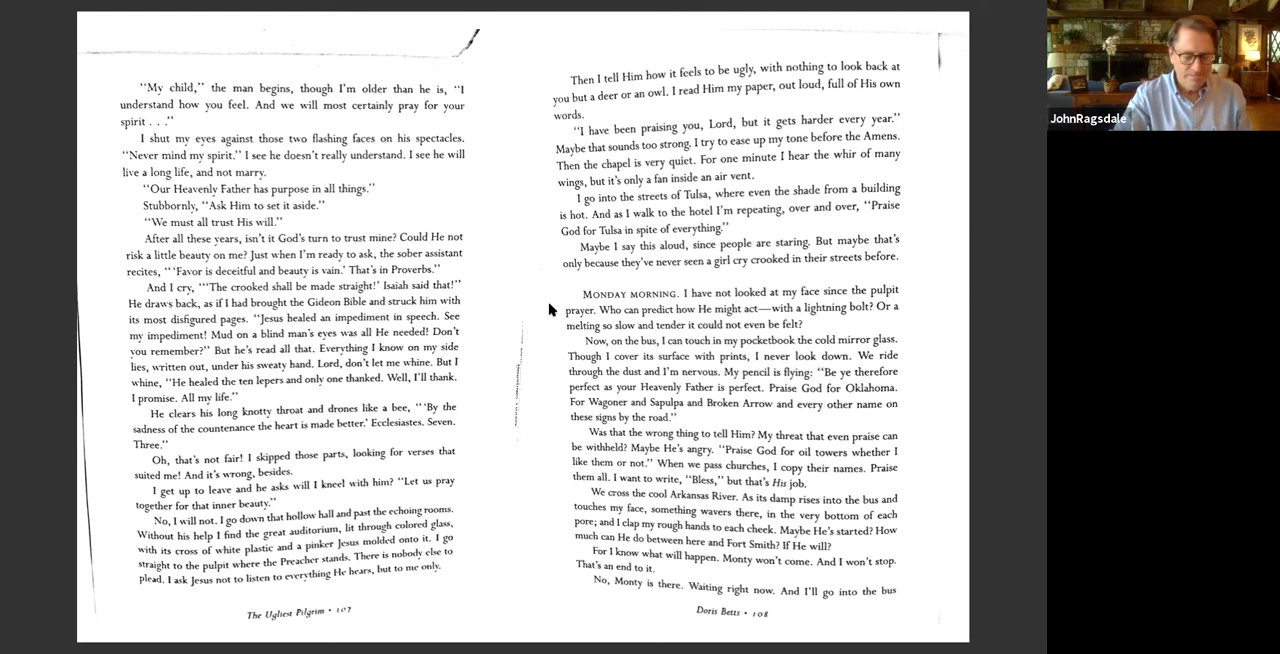 "My child," the man begins, though I'm older than he is, "I
understand how you feel. And we will most certainly pray for your
spirit . . ."
I shut my eyes against those two flashing faces on his spectacles.
"Never mind my spirit." I see he doesn't really understand. I see he will
live a long life, and not marry.
"Our Heavenly Father has purpose in all things."
Stubbornly, "Ask Him to set it aside."
"We must all trust His will."
After all these years, isn't it God's turn to trust mine? Could He not
risk a little beauty on me? Just when I'm ready to ask, the sober assistant
recites, "'Favor is deceitful and beauty is vain.' That's in Proverbs."
And I cry, "'The crooked shall be made straight!' Isaiah said that!"
He draws back, as if I had brought the Gideon Bible and struck him with
its most disfigured pages. "Jesus healed an impediment in speech. See
my impediment! Mud on a blind man's eyes was all He needed! Don't
you remember?" But he's read all that. Everything I know on my side
lies, written out, under his sweaty hand. Lord, don't let me whine. But I
whine, "He healed the ten lepers and only one thanked. Well, I'll thank.
I promise. All my life."
He clears his long knotty throat and drones like a bee, "'By the
sadness of the countenance the heart is made better.' Ecclesiastes. Seven.
Three."
Oh, that's not fair! I skipped those parts, looking for verses that
suited me! And it's wrong, besides.
I get up to leave and he asks will I kneel with him? "Let us pray
together for that inner beauty."
No, I will not. I go down that hollow hall and past the echoing rooms.
Without his help I find the great auditorium, lit through colored glass,
with its cross of white plastic and a pinker Jesus molded onto it. I go
straight to the pulpit where the Preacher stands. There is nobody else to
plead. I ask Jesus not to listen to everything He hears, but to me only.
The Ugliest Pilgrim • 107
Then I tell Him how it feels to be ugly, with nothing to look back at
you but a deer or an owl. I read Him my paper, out loud, full of His own
words.
"I have been praising you, Lord, but it gets harder every year."
Maybe that sounds too strong. I try to ease up my tone before the Amens.
Then the chapel is very quiet. For one minute I hear the whir of many
wings, but it's only a fan inside an air vent.
I go into the streets of Tulsa, where even the shade from a building
is hot. And as I walk to the hotel I'm repeating, over and over, "Praise
God for Tulsa in spite of everything."
Maybe I say this aloud, since people are staring. But maybe that's
only because they've never seen a girl cry crooked in their streets before.
MONDAY MORNING. I have not looked at my face since the pulpit
prayer. Who can predict how He might act—with a lightning bolt? Or a
melting so slow and tender it could not even be felt?
Now, on the bus, I can touch in my pocketbook the cold mirror glass.
Though I cover its surface with prints, I never look down. We ride
through the dust and I'm nervous. My pencil is flying: "Be ye therefore
perfect as your Heavenly Father is perfect. Praise God for Oklahoma.
For Wagoner and Sapulpa and Broken Arrow and every other name on
these signs by the road."
Was that the wrong thing to tell Him? My threat that even praise can
be withheld? Maybe He's angry. "Praise God for oil towers whether I
like them or not." When we pass churches, I copy their names. Praise
them all. I want to write, "Bless," but that's His job.
We cross the cool Arkansas River. As its damp rises into the bus and
touches my face, something wavers there, in the very bottom of each
pore; and I clap my rough hands to each cheek. Maybe He's started? How
much can He do between here and Fort Smith? If He will?
For I know what will happen. Monty won't come. And I won't stop.
That's an end to it.
No, Monty is there. Waiting right now. And I'll go into the bus
Doris Betts • 108
JohnRagsdale